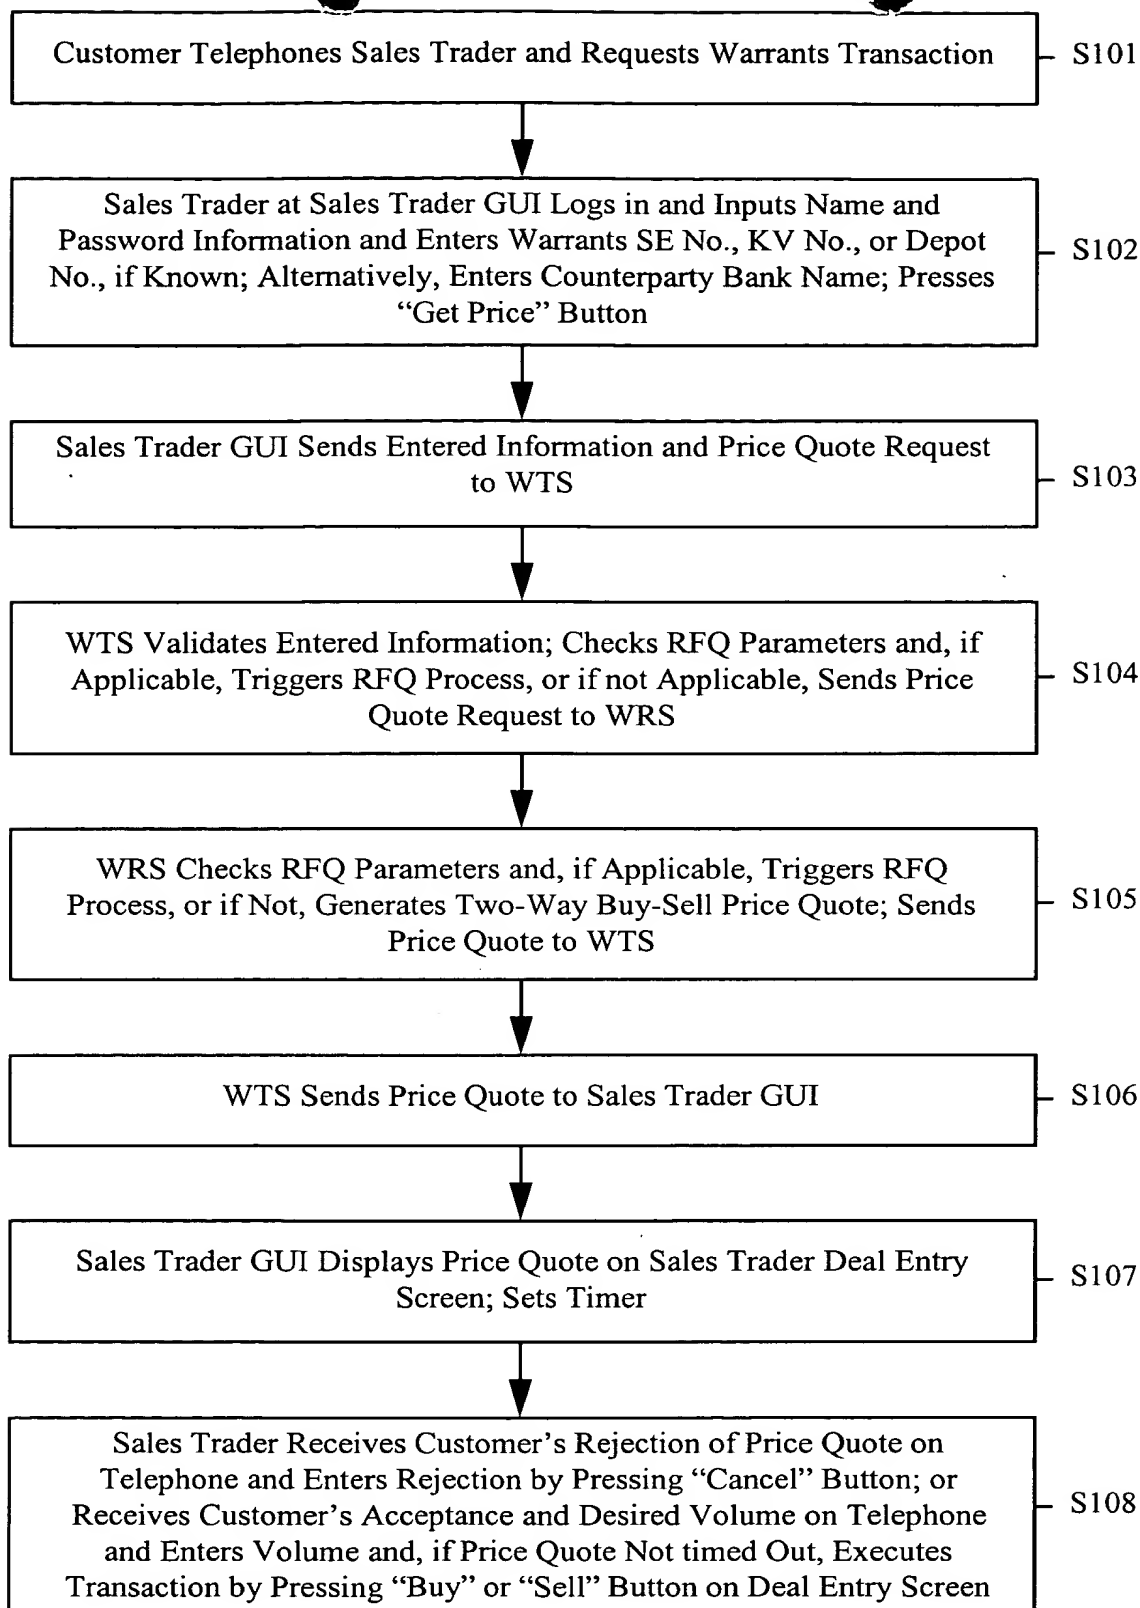 Customer Telephones Sales Trader and Requests Warrants Transaction
S101
Sales Trader at Sales Trader GUI Logs in and Inputs Name and
Password Information and Enters Warrants SE No., KV No., or Depot
No., if Known; Alternatively, Enters Counterparty Bank Name; Presses
“Get Price” Button
S102
Sales Trader GUI Sends Entered Information and Price Quote Request
to WTS
S103
WTS Validates Entered Information; Checks RFQ Parameters and, if
Applicable, Triggers RFQ Process, or if not Applicable, Sends Price
Quote Request to WRS
S104
WRS Checks RFQ Parameters and, if Applicable, Triggers RFQ
Process, or if Not, Generates Two-Way Buy-Sell Price Quote; Sends
Price Quote to WTS
S105
WTS Sends Price Quote to Sales Trader GUI
S106
Sales Trader GUI Displays Price Quote on Sales Trader Deal Entry
Screen; Sets Timer
S107
Sales Trader Receives Customer’s Rejection of Price Quote on
Telephone and Enters Rejection by Pressing “Cancel” Button; or
Receives Customer’s Acceptance and Desired Volume on Telephone
and Enters Volume and, if Price Quote Not timed Out, Executes
Transaction by Pressing “Buy” or “Sell” Button on Deal Entry Screen
S108